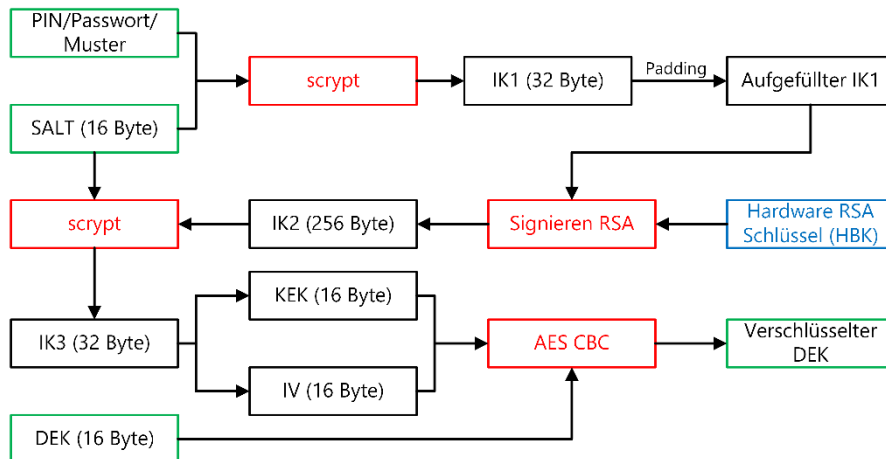 PIN/Passwort/
Muster
scrypt
IK1 (32 Byte)
Padding
Aufgefüllter IK1
SALT (16 Byte)
scrypt
IK2 (256 Byte)
Signieren RSA
Hardware RSA
Schlüssel (HBK)
KEK (16 Byte)
IK3 (32 Byte)
AES CBC
Verschlüsselter
DEK
IV (16 Byte)
DEK (16 Byte)